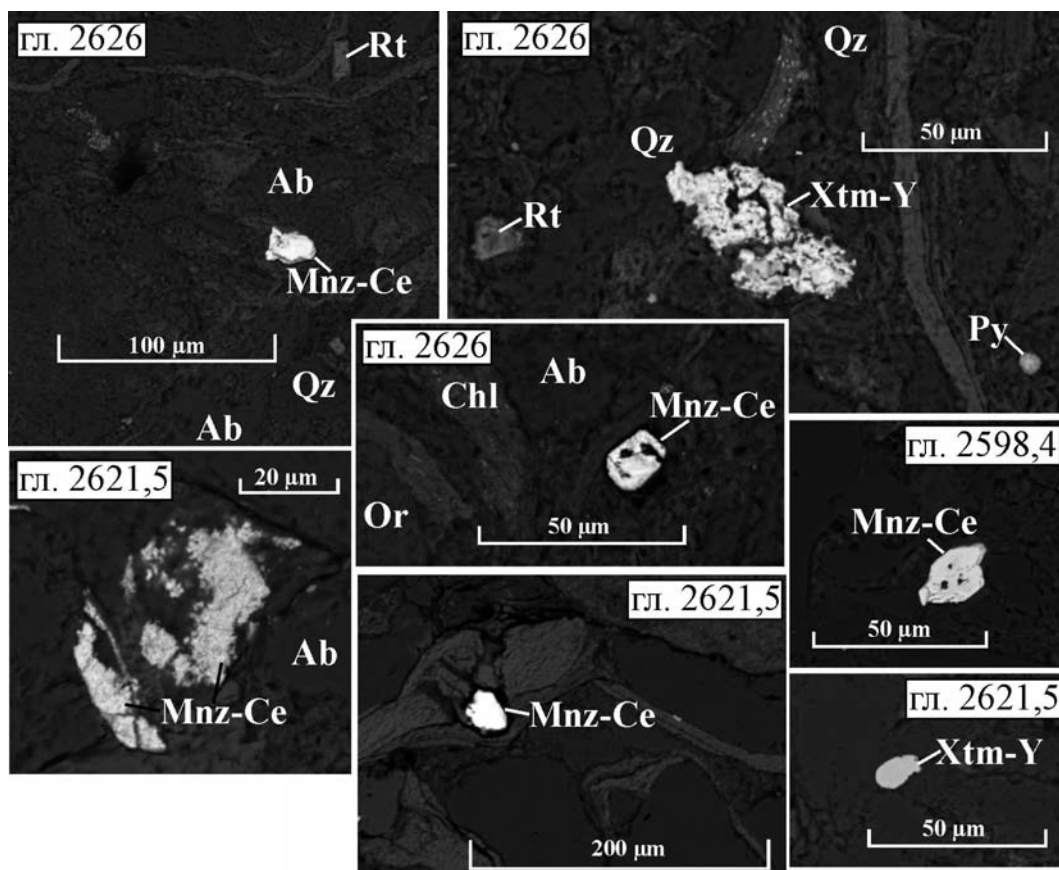 гл. 2626
Rt
Ab
Mnz-Ce
100 µm
Qz
Ab
гл. 2626
Qz
50 µm
Qz
Xtm-Y
Rt
Py
гл. 2626
Ab
Chl
Mnz-Ce
Or
50 µm
гл. 2598,4
Mnz-Ce
50 µm
гл. 2621,5
20 µm
Ab
Mnz-Ce
гл. 2621,5
Mnz-Ce
200 µm
гл. 2621,5
Xtm-Y
50 µm